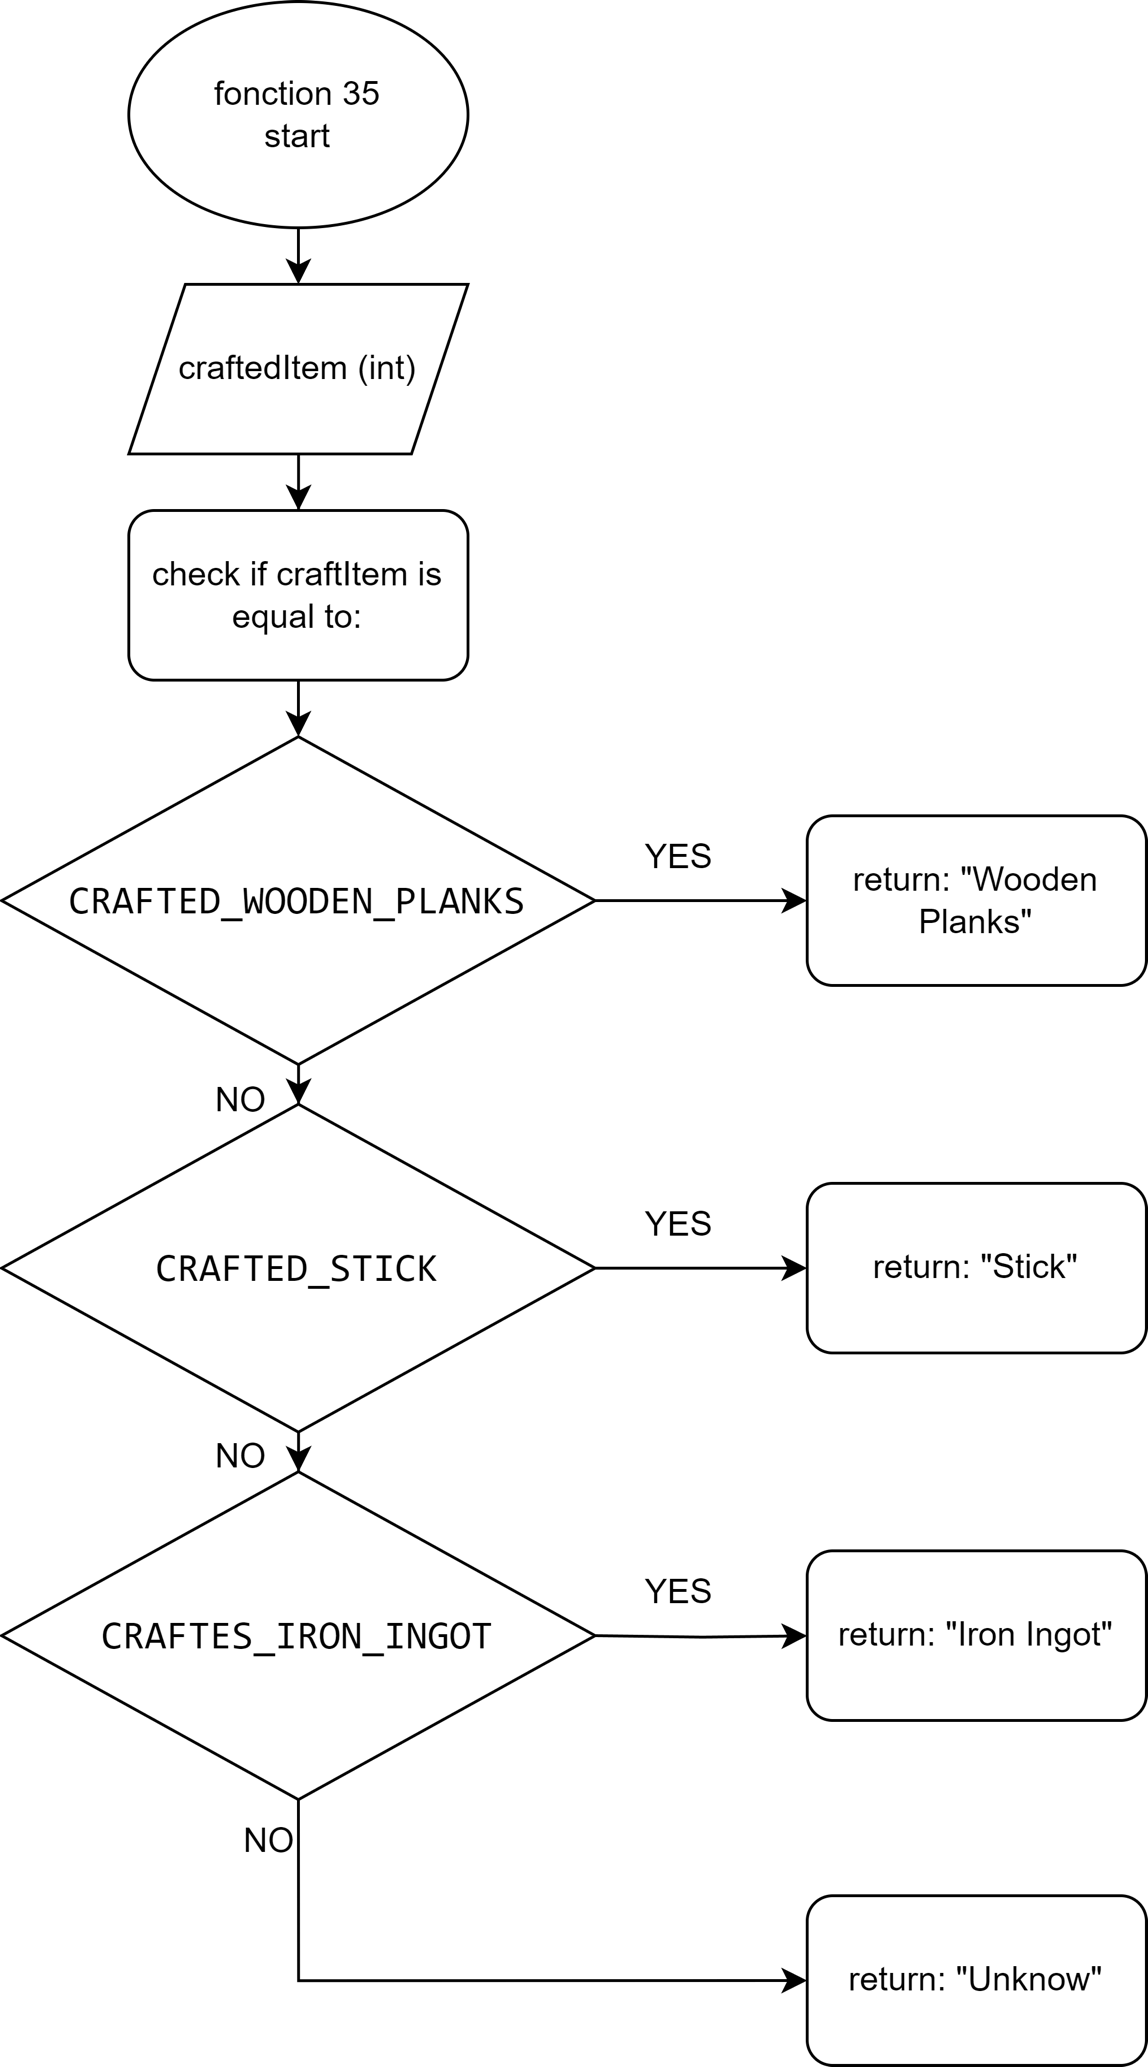 fonction 35
start
craftedItem (int)
check if craftItem is
equal to:
CRAFTED_WOODEN_PLANKS
YES
return: "Wooden
Planks"
NO
CRAFTED_STICK
YES
return: "Stick"
NO
CRAFTES_IRON_INGOT
YES
return: "Iron Ingot"
NO
return: "Unknow"